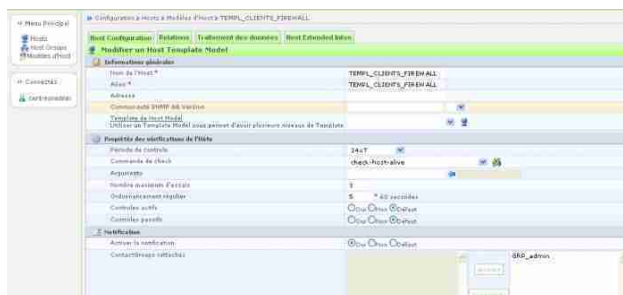 Menu Principal
Hosts
Host Groups
Modèles d'host
Connectés
Configuration > Hosts > Modèles d'Host > TEMPL_CLIENTS_FIREWALL
Host Configuration Relations Traitement des données Host Extended Infos
Modifier un Host Template Model
Informations générales
Nom de l'Host * TEMPL_CLIENTS_FIREWALL
Alias * TEMPL_CLIENTS_FIREWALL
Adresse
Communauté SNMP && Version
Template de Host Model
Utiliser un Template Model vous permet d'avoir plusieurs niveaux de Template
Propriétés des vérifications de l'hôte
Période de controle 24x7
Commande de check check-host-alive
Arguments
Nombre maximum d'essais 3
Ordonnancement régulier 5 * 60 secondes
Controles actifs Oui Non Défaut
Controles passifs Oui Non Défaut
Notification
Activer la notification Oui Non Défaut
ContactGroups rattachés GRP_admin